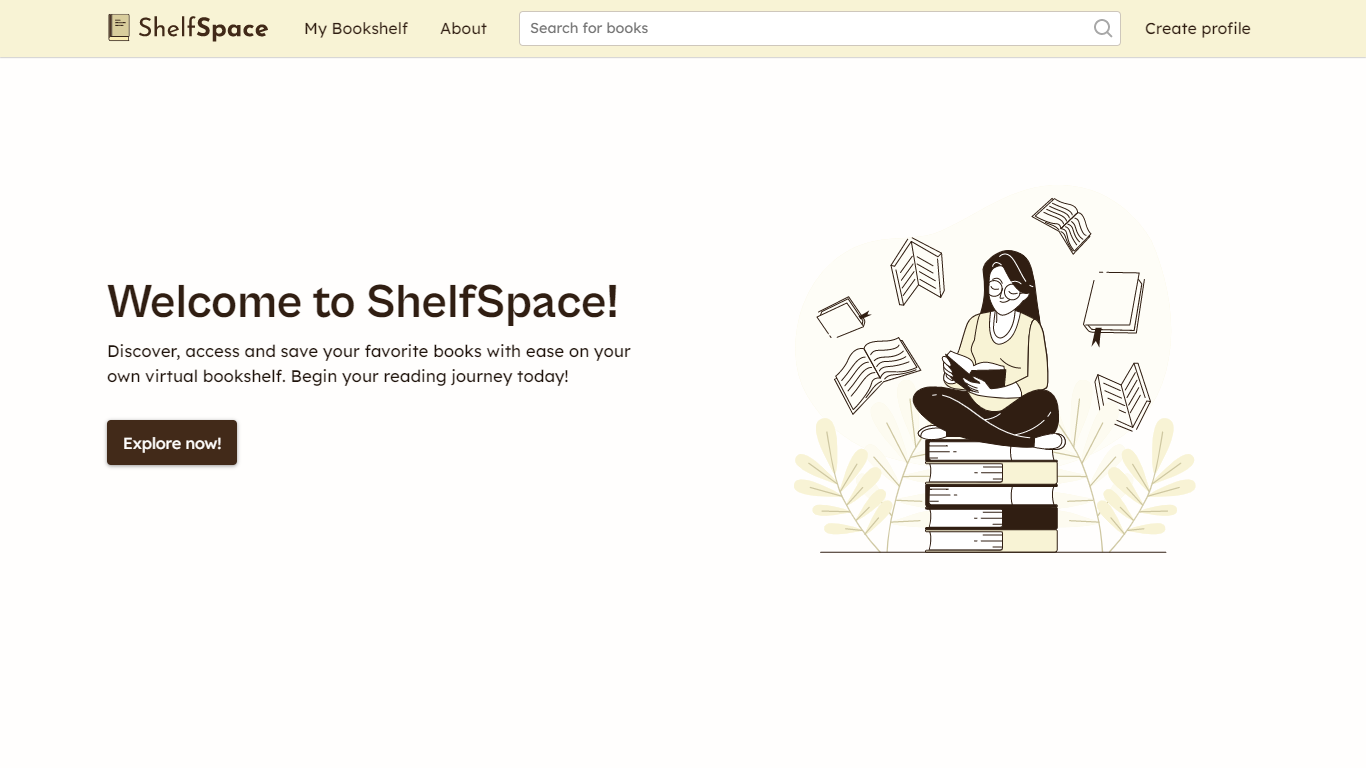 ShelfSpace My Bookshelf About Search for books Create profile
Welcome to ShelfSpace!
Discover, access and save your favorite books with ease on your
own virtual bookshelf. Begin your reading journey today!
Explore now!